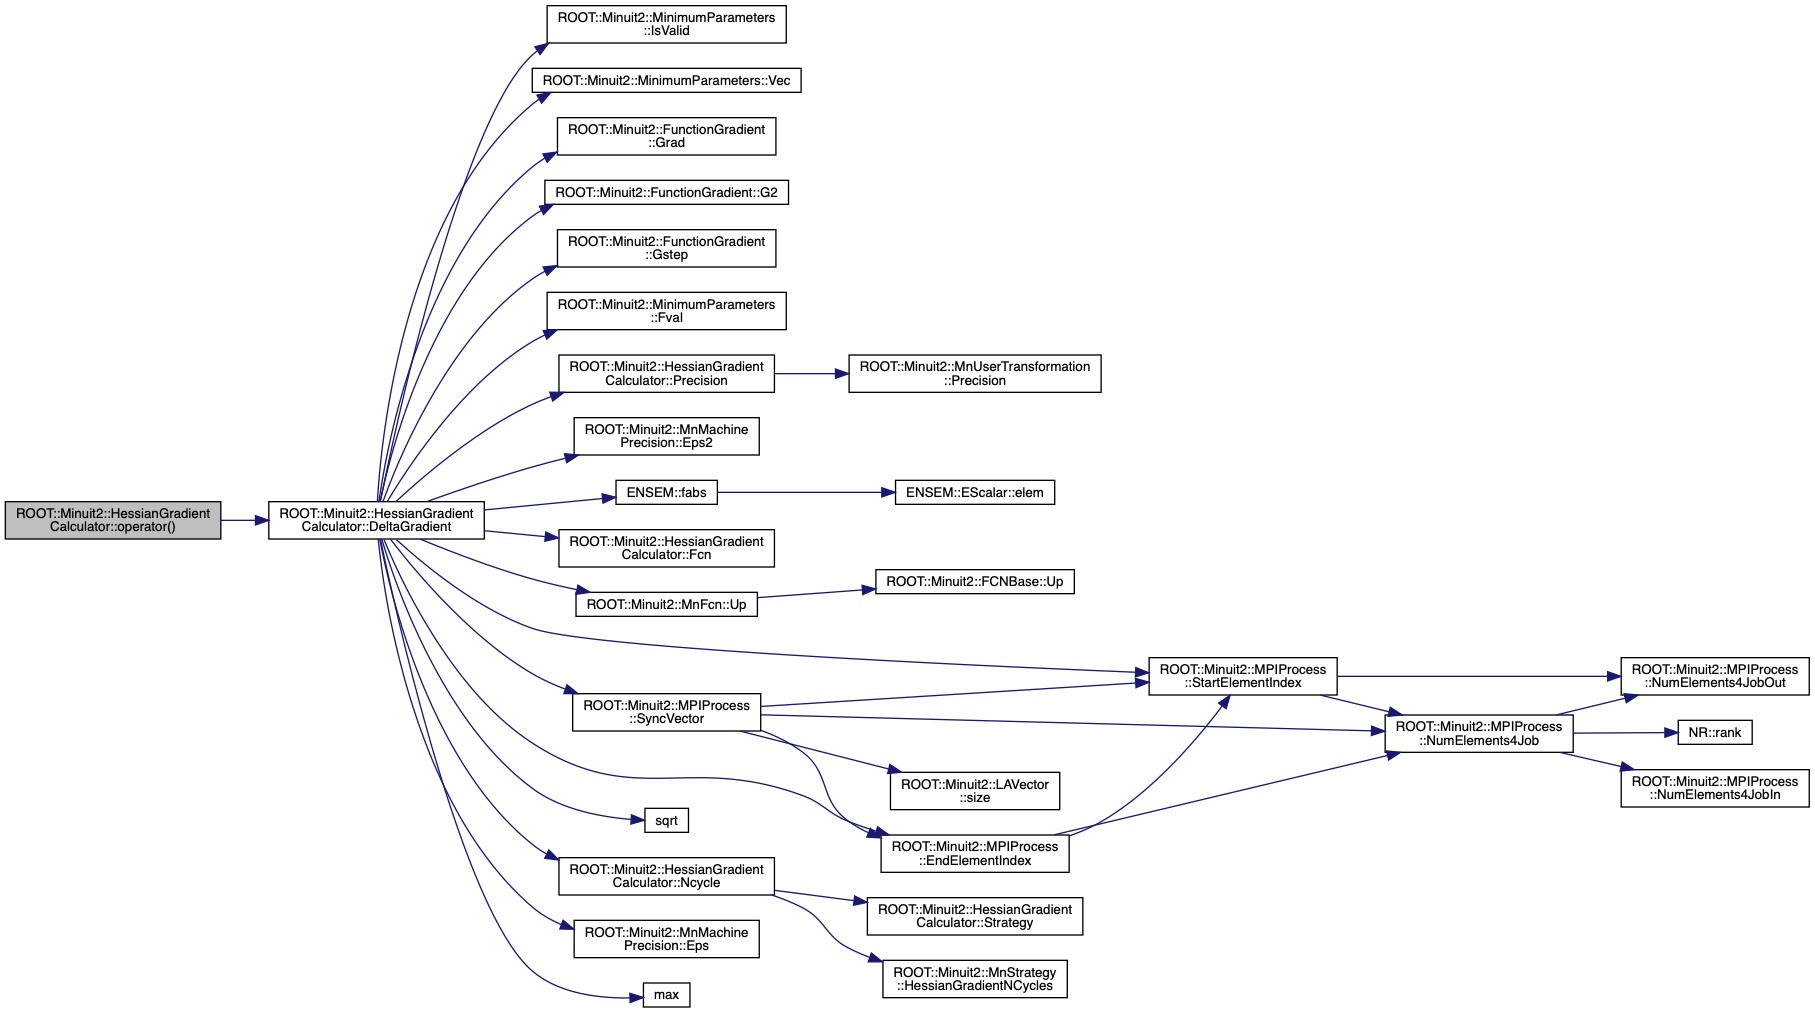 ROOT::Minuit2::MinimumParameters
::IsValid
ROOT::Minuit2::MinimumParameters::Vec
ROOT::Minuit2::FunctionGradient
::Grad
ROOT::Minuit2::FunctionGradient::G2
ROOT::Minuit2::FunctionGradient
::Gstep
ROOT::Minuit2::MinimumParameters
::Fval
ROOT::Minuit2::HessianGradient
Calculator::Precision
ROOT::Minuit2::MnUserTransformation
::Precision
ROOT::Minuit2::MnMachine
Precision::Eps2
ENSEM::fabs
ENSEM::EScalar::elem
ROOT::Minuit2::HessianGradient
Calculator::operator()
ROOT::Minuit2::HessianGradient
Calculator::DeltaGradient
ROOT::Minuit2::HessianGradient
Calculator::Fcn
ROOT::Minuit2::FCNBase::Up
ROOT::Minuit2::MnFcn::Up
ROOT::Minuit2::MPIProcess
::StartElementIndex
ROOT::Minuit2::MPIProcess
::NumElements4JobOut
ROOT::Minuit2::MPIProcess
::SyncVector
ROOT::Minuit2::MPIProcess
::NumElements4Job
NR::rank
ROOT::Minuit2::LAVector
::size
ROOT::Minuit2::MPIProcess
::NumElements4JobIn
sqrt
ROOT::Minuit2::MPIProcess
::EndElementIndex
ROOT::Minuit2::HessianGradient
Calculator::Ncycle
ROOT::Minuit2::HessianGradient
Calculator::Strategy
ROOT::Minuit2::MnMachine
Precision::Eps
ROOT::Minuit2::MnStrategy
::HessianGradientNCycles
max